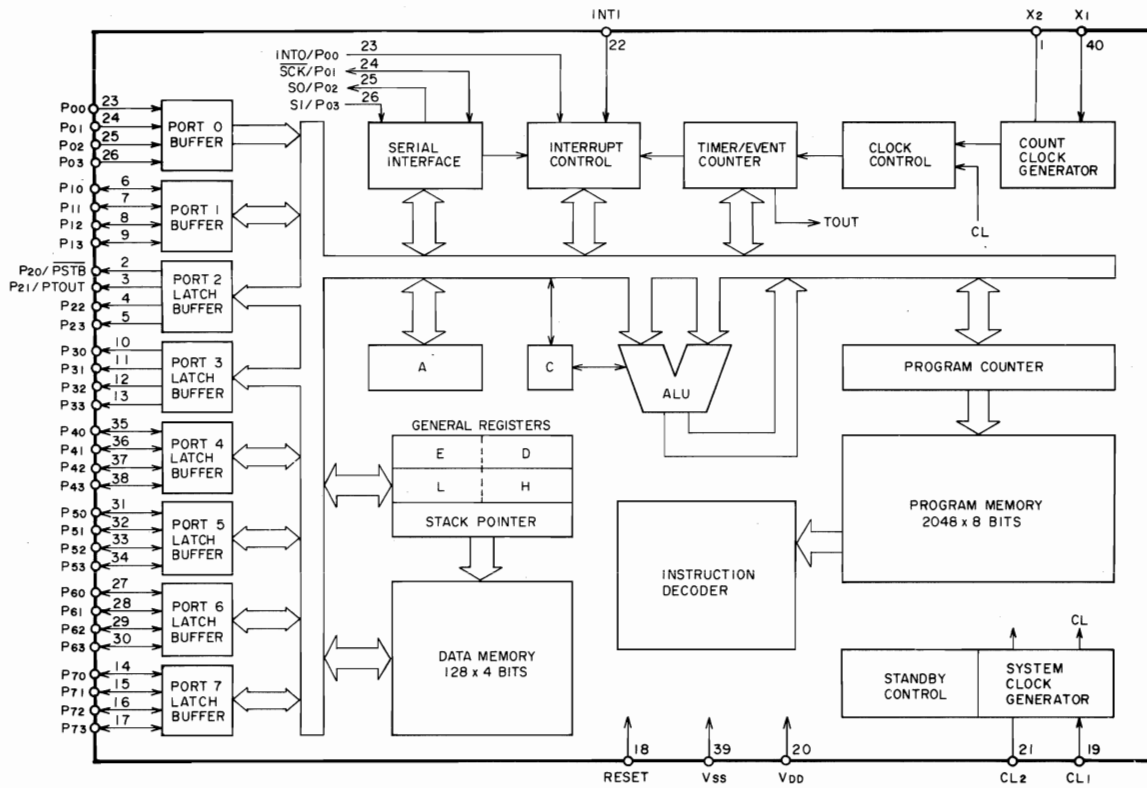 INT1
X2
X1
22
1
40
INT0/P00
23
SCK/P01
24
SO/P02
25
SI/P03
26
P00 23
P01 24
P02 25
P03 26
PORT 0
BUFFER
SERIAL
INTERFACE
INTERRUPT
CONTROL
TIMER/EVENT
COUNTER
CLOCK
CONTROL
COUNT
CLOCK
GENERATOR
TOUT
CL
P10 6
P11 7
P12 8
P13 9
PORT 1
BUFFER
P20/PSTB 2
P21/PTOUT 3
P22 4
P23 5
PORT 2
LATCH
BUFFER
P30 10
P31 11
P32 12
P33 13
PORT 3
LATCH
BUFFER
A
C
ALU
PROGRAM COUNTER
P40 35
P41 36
P42 37
P43 38
PORT 4
LATCH
BUFFER
GENERAL REGISTERS
E D
L H
STACK POINTER
PROGRAM MEMORY
2048 x 8 BITS
P50 31
P51 32
P52 33
P53 34
PORT 5
LATCH
BUFFER
INSTRUCTION
DECODER
P60 27
P61 28
P62 29
P63 30
PORT 6
LATCH
BUFFER
DATA MEMORY
128 x 4 BITS
CL
STANDBY
CONTROL
SYSTEM
CLOCK
GENERATOR
P70 14
P71 15
P72 16
P73 17
PORT 7
LATCH
BUFFER
18
39
20
21
19
RESET
VSS
VDD
CL2
CL1